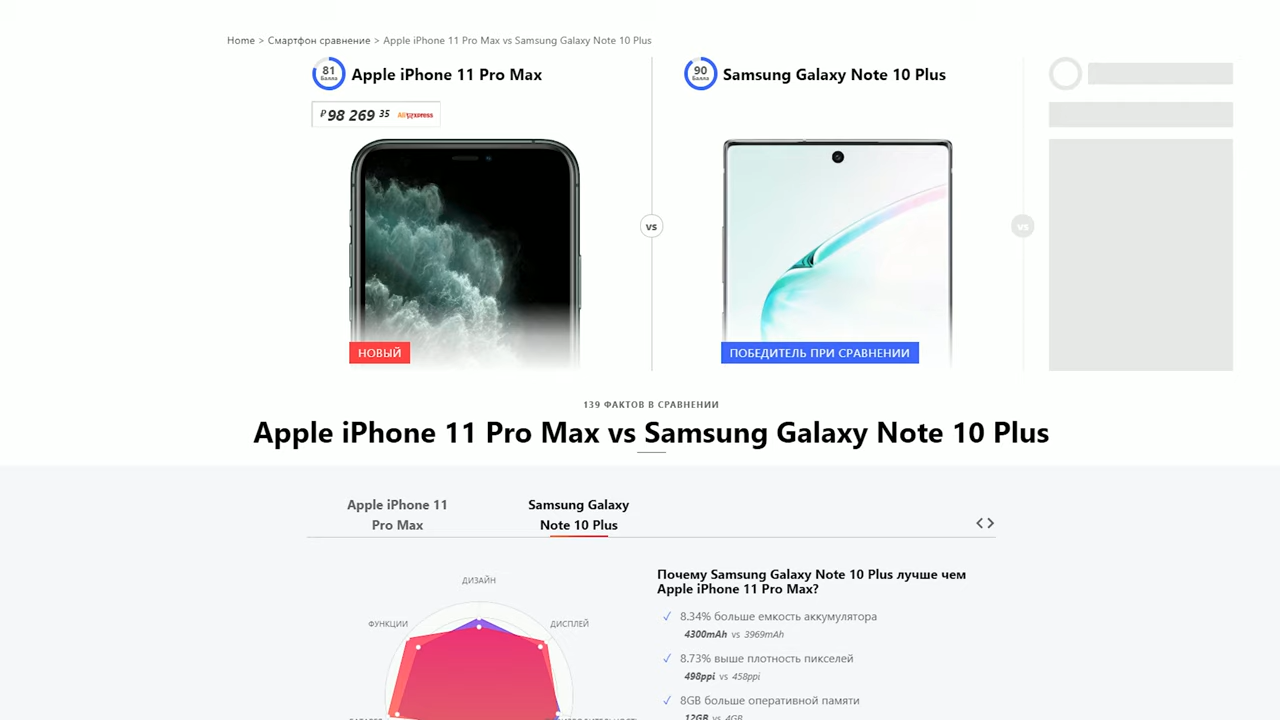 Home > Смартфон сравнение > Apple iPhone 11 Pro Max vs Samsung Galaxy Note 10 Plus
81 Балла
Apple iPhone 11 Pro Max
₽98 269 35 AliExpress
90 Балла
Samsung Galaxy Note 10 Plus
vs
vs
НОВЫЙ
ПОБЕДИТЕЛЬ ПРИ СРАВНЕНИИ
139 ФАКТОВ В СРАВНЕНИИ
Apple iPhone 11 Pro Max vs Samsung Galaxy Note 10 Plus
Apple iPhone 11
Pro Max
Samsung Galaxy
Note 10 Plus
ДИЗАЙН
ФУНКЦИИ
ДИСПЛЕЙ
Почему Samsung Galaxy Note 10 Plus лучше чем
Apple iPhone 11 Pro Max?
8.34% больше емкость аккумулятора
4300mAh vs 3969mAh
8.73% выше плотность пикселей
498ppi vs 458ppi
8GB больше оперативной памяти
12GB vs 4GB